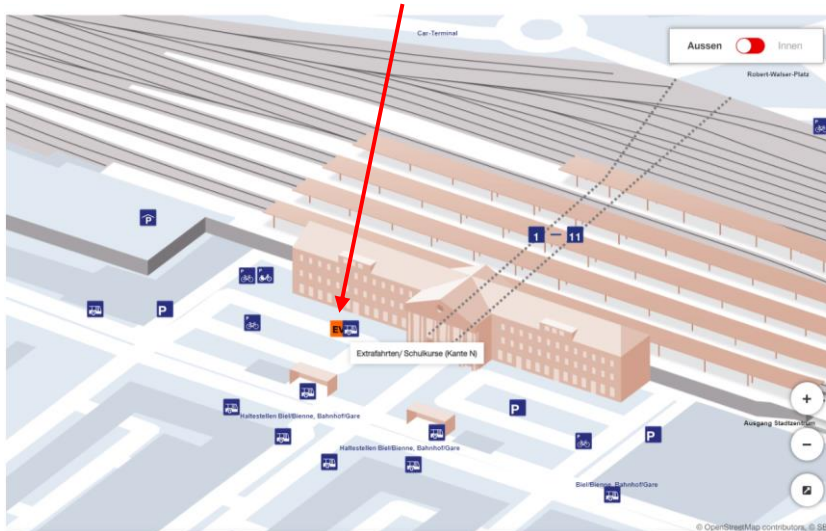 Car-Terminal
Aussen
Innen
Robert-Walser-Platz
P
1 — 11
P
P
P
EV
Extrafahrten/ Schulkurse (Kante N)
P
P
Haltestellen Biel/Bienne, Bahnhof/Gare
Haltestellen Biel/Bienne, Bahnhof/Gare
Ausgang Stadtzentrum
Biel/Bienne, Bahnhof/Gare
+
−
© OpenStreetMap contributors, ©